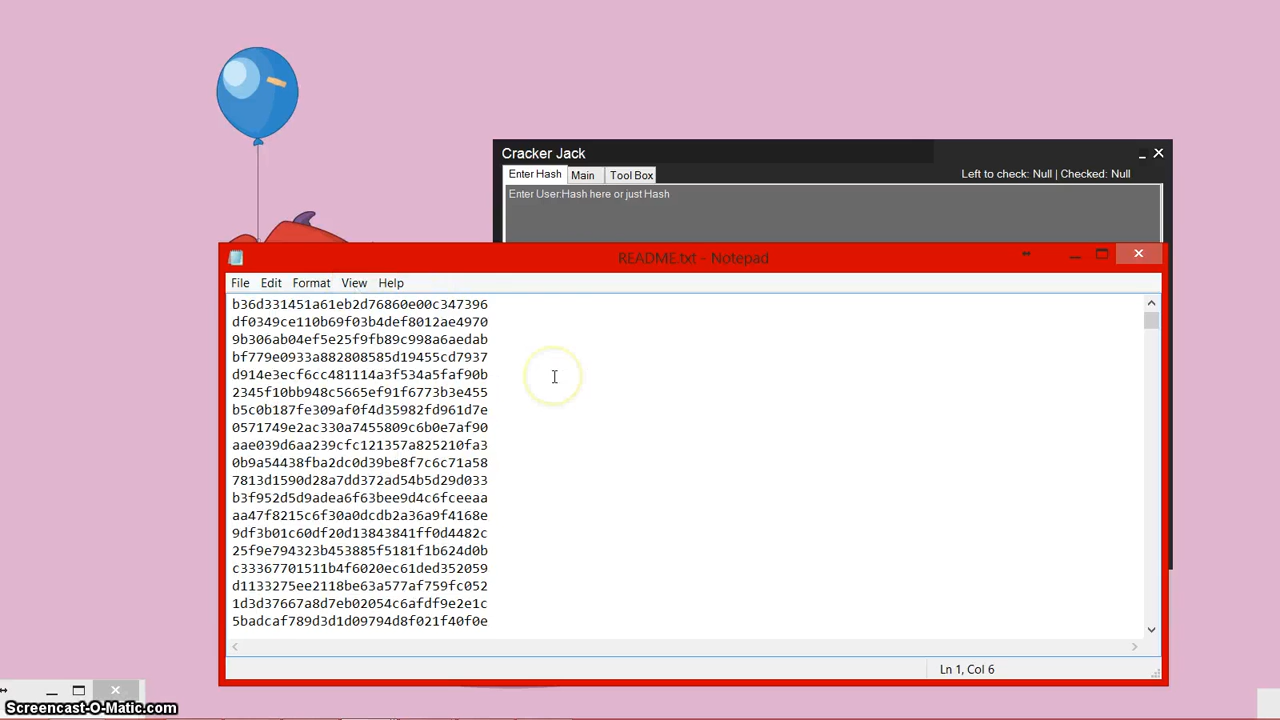 Cracker Jack
Enter Hash Main Tool Box Left to check: Null | Checked: Null
Enter User:Hash here or just Hash
README.txt - Notepad
File Edit Format View Help
b36d331451a61eb2d76860e00c347396
df0349ce110b69f03b4def8012ae4970
9b306ab04ef5e25f9fb89c998a6aedab
bf779e0933a882808585d19455cd7937
d914e3ecf6cc481114a3f534a5faf90b
2345f10bb948c5665ef91f6773b3e455
b5c0b187fe309af0f4d35982fd961d7e
0571749e2ac330a7455809c6b0e7af90
aae039d6aa239cfc121357a825210fa3
0b9a54438fba2dc0d39be8f7c6c71a58
7813d1590d28a7dd372ad54b5d29d033
b3f952d5d9adea6f63bee9d4c6fceeaa
aa47f8215c6f30a0dcdb2a36a9f4168e
9df3b01c60df20d13843841ff0d4482c
25f9e794323b453885f5181f1b624d0b
c33367701511b4f6020ec61ded352059
d1133275ee2118be63a577af759fc052
1d3d37667a8d7eb02054c6afdf9e2e1c
5badcaf789d3d1d09794d8f021f40f0e
Ln 1, Col 6
Screencast-O-Matic.com